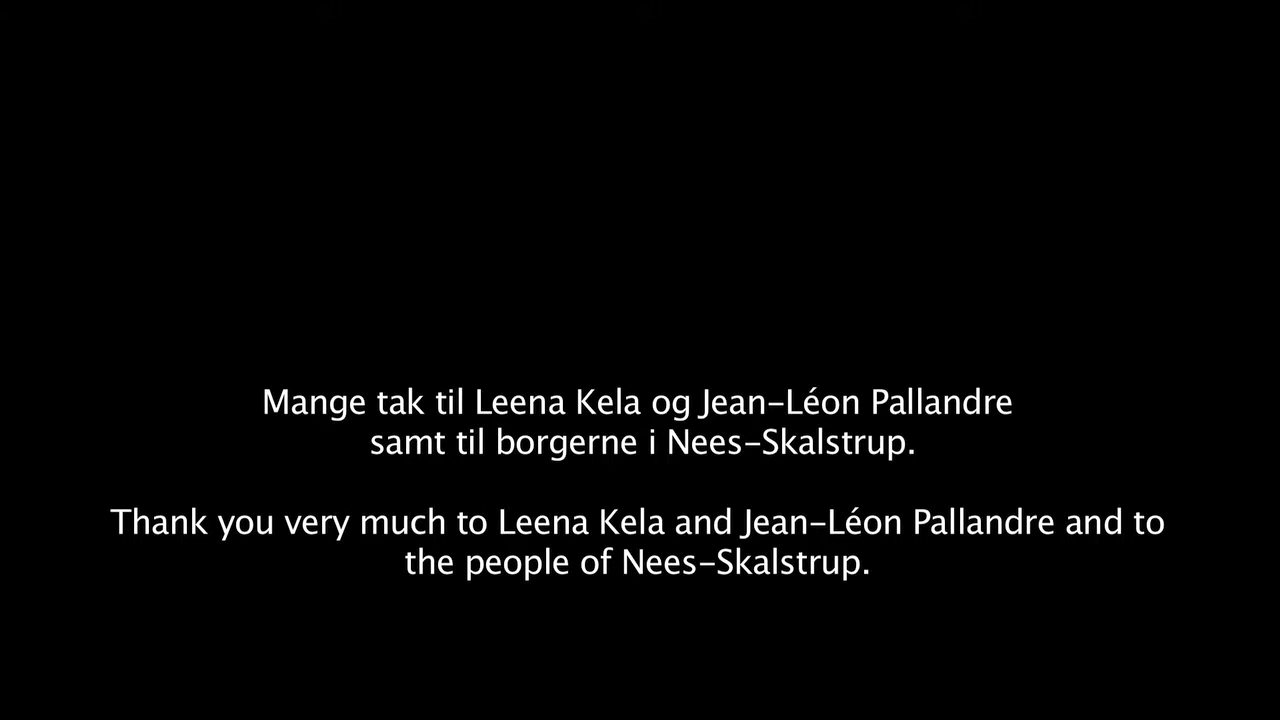 Mange tak til Leena Kela og Jean–Léon Pallandre
samt til borgerne i Nees–Skalstrup.
Thank you very much to Leena Kela and Jean–Léon Pallandre and to
the people of Nees–Skalstrup.